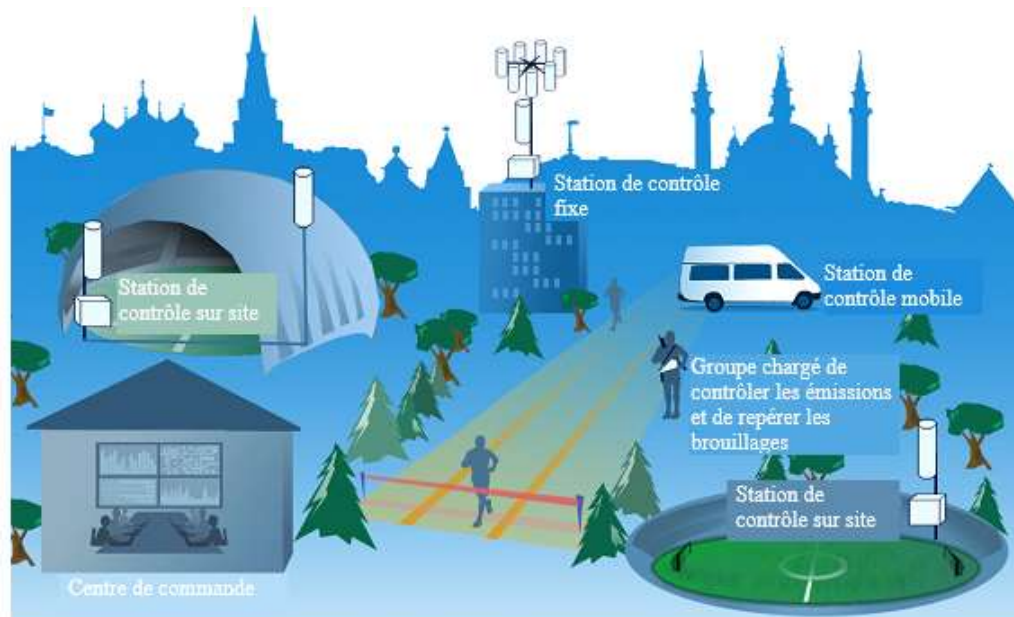 Station de contrôle
fixe
Station de
contrôle sur site
Station de
contrôle mobile
Groupe chargé de
contrôler les émissions
et de repérer les
brouillages
Station de
contrôle sur site
Centre de commande